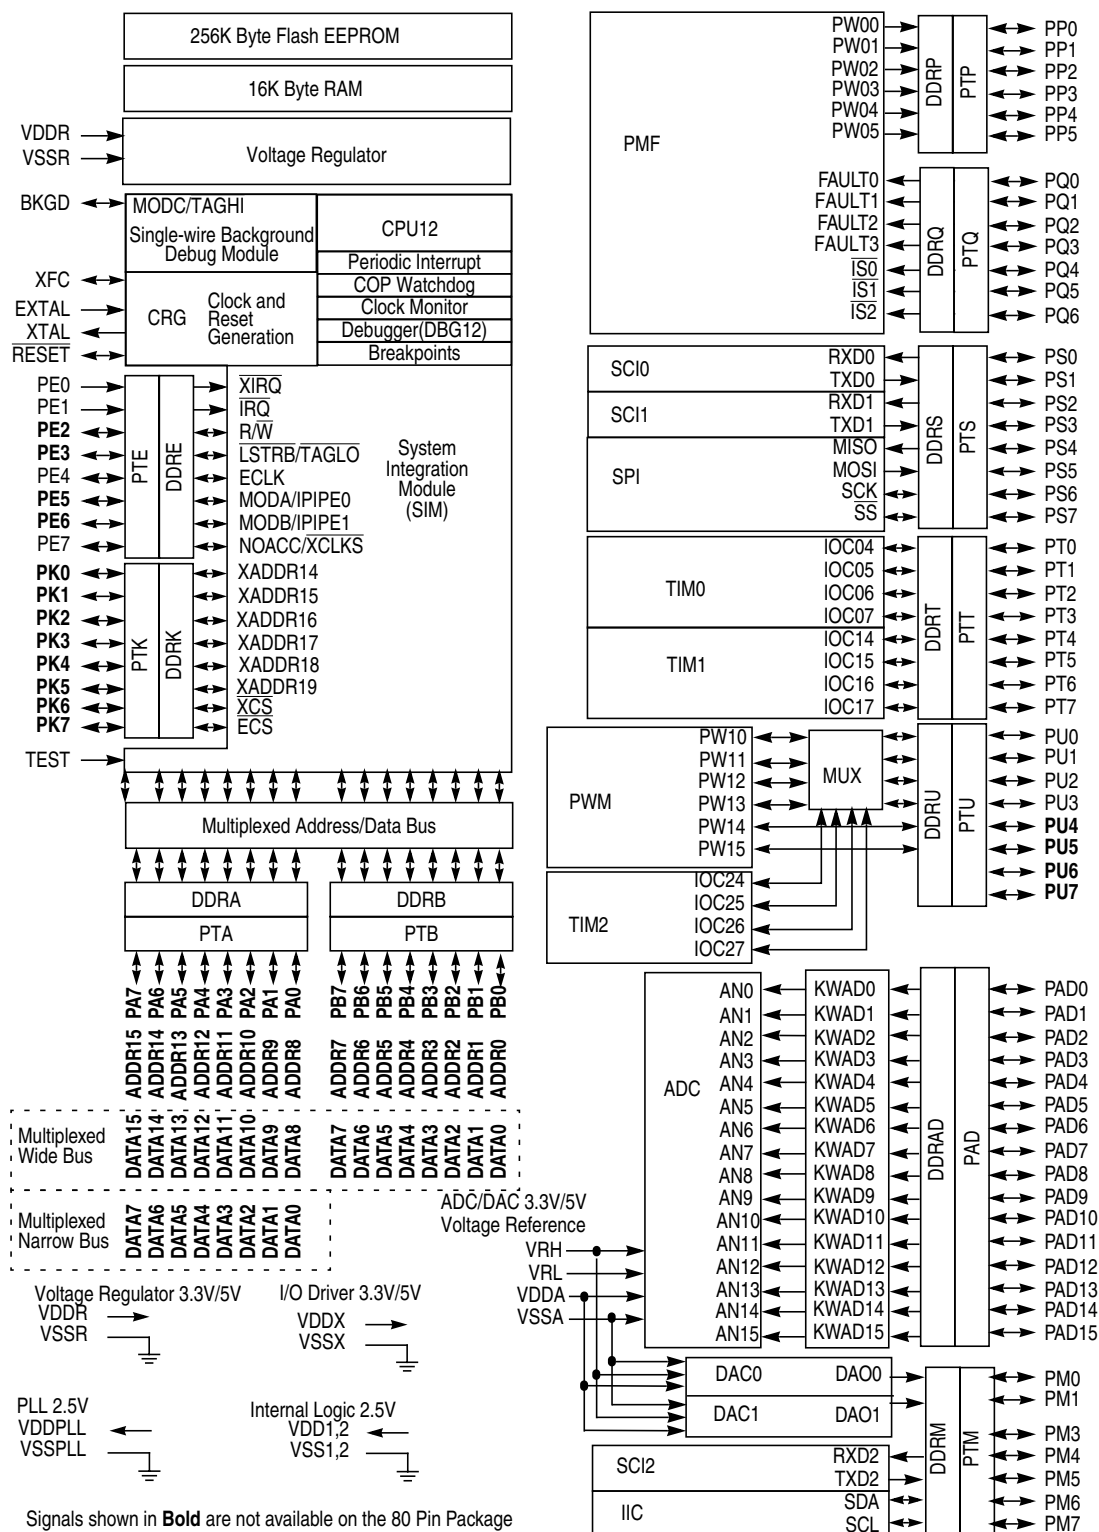 256K Byte Flash EEPROM
16K Byte RAM
VDDR
VSSR
Voltage Regulator
BKGD
MODC/TAGHI
Single-wire Background
Debug Module
CPU12
Periodic Interrupt
COP Watchdog
Clock Monitor
Debugger(DBG12)
Breakpoints
XFC
EXTAL
XTAL
RESET
CRG
Clock and
Reset
Generation
PE0
PE1
PE2
PE3
PE4
PE5
PE6
PE7
PTE
DDRE
XIRQ
IRQ
R/W
LSTRB/TAGLO
ECLK
MODA/IPIPE0
MODB/IPIPE1
NOACC/XCLKS
System
Integration
Module
(SIM)
PK0
PK1
PK2
PK3
PK4
PK5
PK6
PK7
PTK
DDRK
XADDR14
XADDR15
XADDR16
XADDR17
XADDR18
XADDR19
XCS
ECS
TEST
Multiplexed Address/Data Bus
DDRA
PTA
DDRB
PTB
PA7
PA6
PA5
PA4
PA3
PA2
PA1
PA0
PB7
PB6
PB5
PB4
PB3
PB2
PB1
PB0
ADDR15
ADDR14
ADDR13
ADDR12
ADDR11
ADDR10
ADDR9
ADDR8
ADDR7
ADDR6
ADDR5
ADDR4
ADDR3
ADDR2
ADDR1
ADDR0
Multiplexed
Wide Bus
DATA15
DATA14
DATA13
DATA12
DATA11
DATA10
DATA9
DATA8
DATA7
DATA6
DATA5
DATA4
DATA3
DATA2
DATA1
DATA0
Multiplexed
Narrow Bus
DATA7
DATA6
DATA5
DATA4
DATA3
DATA2
DATA1
DATA0
Voltage Regulator 3.3V/5V
VDDR
VSSR
I/O Driver 3.3V/5V
VDDX
VSSX
PLL 2.5V
VDDPLL
VSSPLL
Internal Logic 2.5V
VDD1,2
VSS1,2
Signals shown in Bold are not available on the 80 Pin Package
PMF
PW00
PW01
PW02
PW03
PW04
PW05
DDRP
PTP
PP0
PP1
PP2
PP3
PP4
PP5
FAULT0
FAULT1
FAULT2
FAULT3
IS0
IS1
IS2
DDRQ
PTQ
PQ0
PQ1
PQ2
PQ3
PQ4
PQ5
PQ6
SCI0
RXD0
TXD0
SCI1
RXD1
TXD1
SPI
MISO
MOSI
SCK
SS
DDRS
PTS
PS0
PS1
PS2
PS3
PS4
PS5
PS6
PS7
TIM0
IOC04
IOC05
IOC06
IOC07
TIM1
IOC14
IOC15
IOC16
IOC17
DDRT
PTT
PT0
PT1
PT2
PT3
PT4
PT5
PT6
PT7
PWM
PW10
PW11
PW12
PW13
PW14
PW15
MUX
TIM2
IOC24
IOC25
IOC26
IOC27
DDRU
PTU
PU0
PU1
PU2
PU3
PU4
PU5
PU6
PU7
ADC
AN0
AN1
AN2
AN3
AN4
AN5
AN6
AN7
AN8
AN9
AN10
AN11
AN12
AN13
AN14
AN15
KWAD0
KWAD1
KWAD2
KWAD3
KWAD4
KWAD5
KWAD6
KWAD7
KWAD8
KWAD9
KWAD10
KWAD11
KWAD12
KWAD13
KWAD14
KWAD15
DDRAD
PAD
PAD0
PAD1
PAD2
PAD3
PAD4
PAD5
PAD6
PAD7
PAD8
PAD9
PAD10
PAD11
PAD12
PAD13
PAD14
PAD15
ADC/DAC 3.3V/5V
Voltage Reference
VRH
VRL
VDDA
VSSA
DAC0
DAO0
DAC1
DAO1
SCI2
RXD2
TXD2
IIC
SDA
SCL
DDRM
PTM
PM0
PM1
PM3
PM4
PM5
PM6
PM7